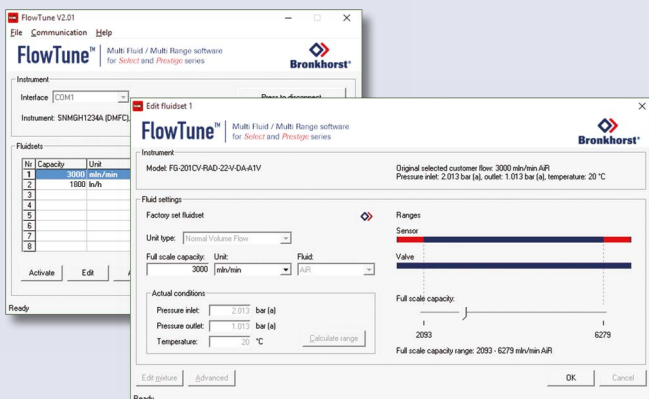 FlowTune V2.01
File Communication Help
FlowTune™ Multi Fluid / Multi Range software
for Select and Prestige series
Bronkhorst®
Instrument
Interface COM1 Press to disconnect
Instrument: SNMGH1234A (DMFC),
Fluidsets
Nr Capacity Unit
1 3000 mln/min
2 1800 ln/h
3
4
5
6
7
8
Activate Edit
Ready
Edit fluidset 1
FlowTune™ Multi Fluid / Multi Range software
for Select and Prestige series
Bronkhorst®
Instrument
Model: FG-201CV-RAD-22-V-DA-A1V Original selected customer flow: 3000 mln/min AiR
Pressure inlet: 2.013 bar (a), outlet: 1.013 bar (a), temperature: 20 °C
Fluid settings
Factory set fluidset
Unit type: Normal Volume Flow
Full scale capacity: Unit: Fluid:
3000 mln/min AiR
Actual conditions
Pressure inlet: 2.013 bar (a)
Pressure outlet: 1.013 bar (a)
Temperature: 20 °C
Calculate range
Ranges
Sensor
Valve
Full scale capacity:
2093 6279
Full scale capacity range: 2093 - 6279 mln/min AiR
Edit mixture Advanced OK Cancel
Ready